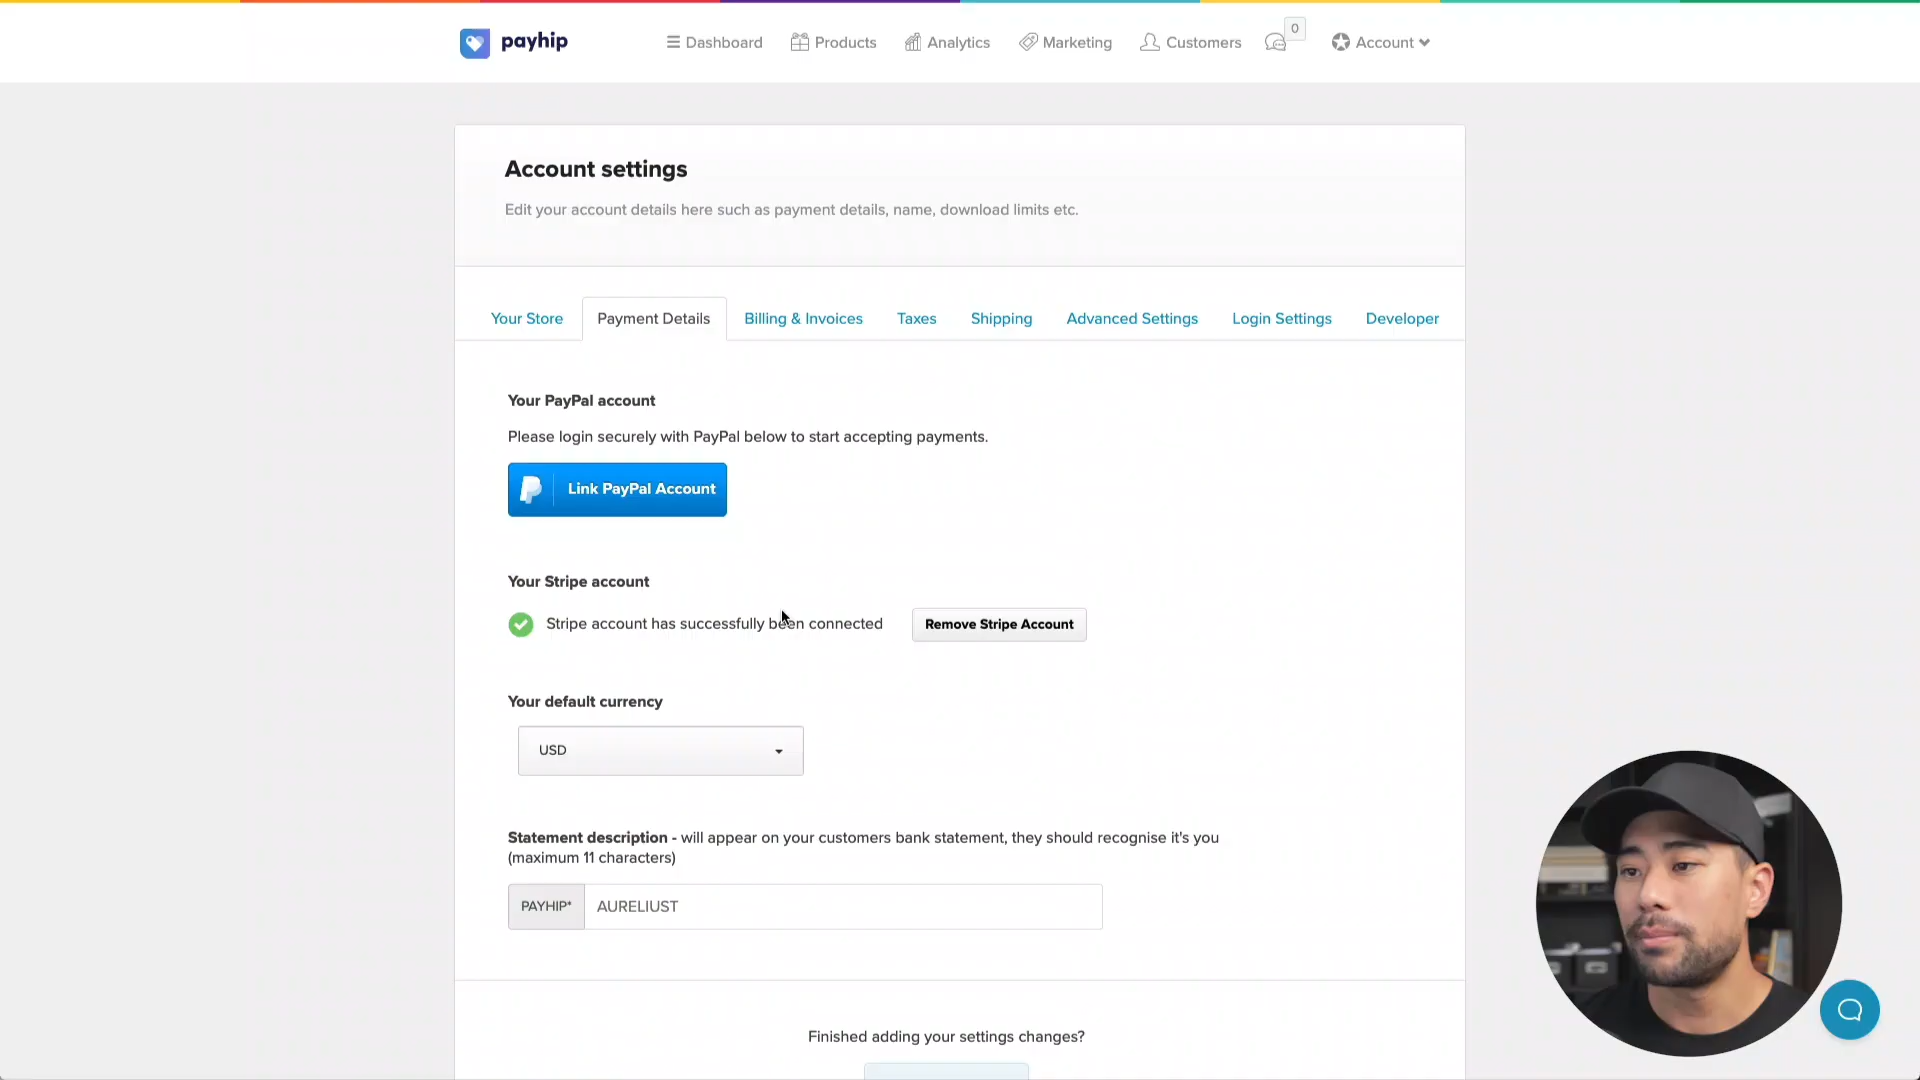 payhip
Dashboard
Products
Analytics
Marketing
Customers
0
Account
Account settings
Edit your account details here such as payment details, name, download limits etc.
Your Store
Payment Details
Billing & Invoices
Taxes
Shipping
Advanced Settings
Login Settings
Developer
Your PayPal account
Please login securely with PayPal below to start accepting payments.
Link PayPal Account
Your Stripe account
Stripe account has successfully been connected
Remove Stripe Account
Your default currency
USD
Statement description - will appear on your customers bank statement, they should recognise it's you
(maximum 11 characters)
PAYHIP*
AURELIUST
Finished adding your settings changes?